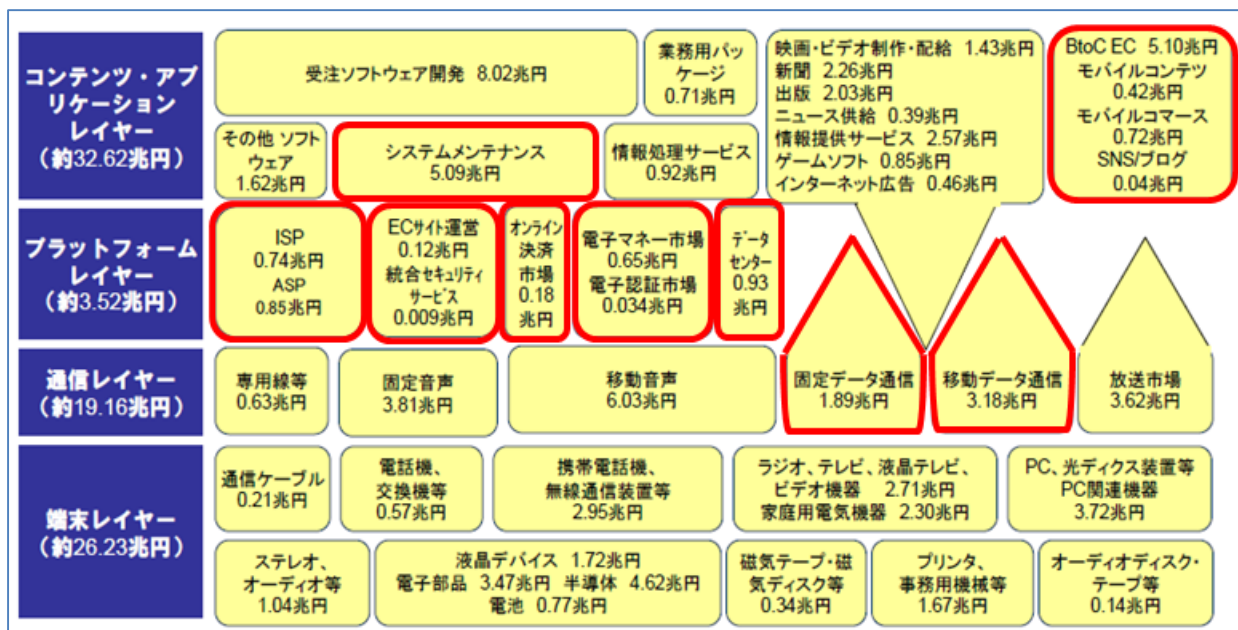 コンテンツ・アプ
リケーション
レイヤー
(約32.62兆円)
受注ソフトウェア開発 8.02兆円
業務用パッ
ケージ
0.71兆円
映画・ビデオ制作・配給 1.43兆円
新聞 2.26兆円
出版 2.03兆円
ニュース供給 0.39兆円
情報提供サービス 2.57兆円
ゲームソフト 0.85兆円
インターネット広告 0.46兆円
BtoC EC 5.10兆円
モバイルコンテツ
0.42兆円
モバイルコマース
0.72兆円
SNS/ブログ
0.04兆円
その他 ソフト
ウェア
1.62兆円
システムメンテナンス
5.09兆円
情報処理サービス
0.92兆円
プラットフォーム
レイヤー
(約3.52兆円)
ISP
0.74兆円
ASP
0.85兆円
ECサイト運営
0.12兆円
統合セキュリティ
サービス
0.009兆円
オンライン
決済
市場
0.18
兆円
電子マネー市場
0.65兆円
電子認証市場
0.034兆円
データ
センター
0.93
兆円
通信レイヤー
(約19.16兆円)
専用線等
0.63兆円
固定音声
3.81兆円
移動音声
6.03兆円
固定データ通信
1.89兆円
移動データ通信
3.18兆円
放送市場
3.62兆円
端末レイヤー
(約26.23兆円)
通信ケーブル
0.21兆円
電話機、
交換機等
0.57兆円
携帯電話機、
無線通信装置等
2.95兆円
ラジオ、テレビ、液晶テレビ、
ビデオ機器 2.71兆円
家庭用電気機器 2.30兆円
PC、光ディクス装置等
PC関連機器
3.72兆円
ステレオ、
オーディオ等
1.04兆円
液晶デバイス 1.72兆円
電子部品 3.47兆円 半導体 4.62兆円
電池 0.77兆円
磁気テープ・磁
気ディスク等
0.34兆円
プリンタ、
事務用機械等
1.67兆円
オーディオディスク・
テープ等
0.14兆円